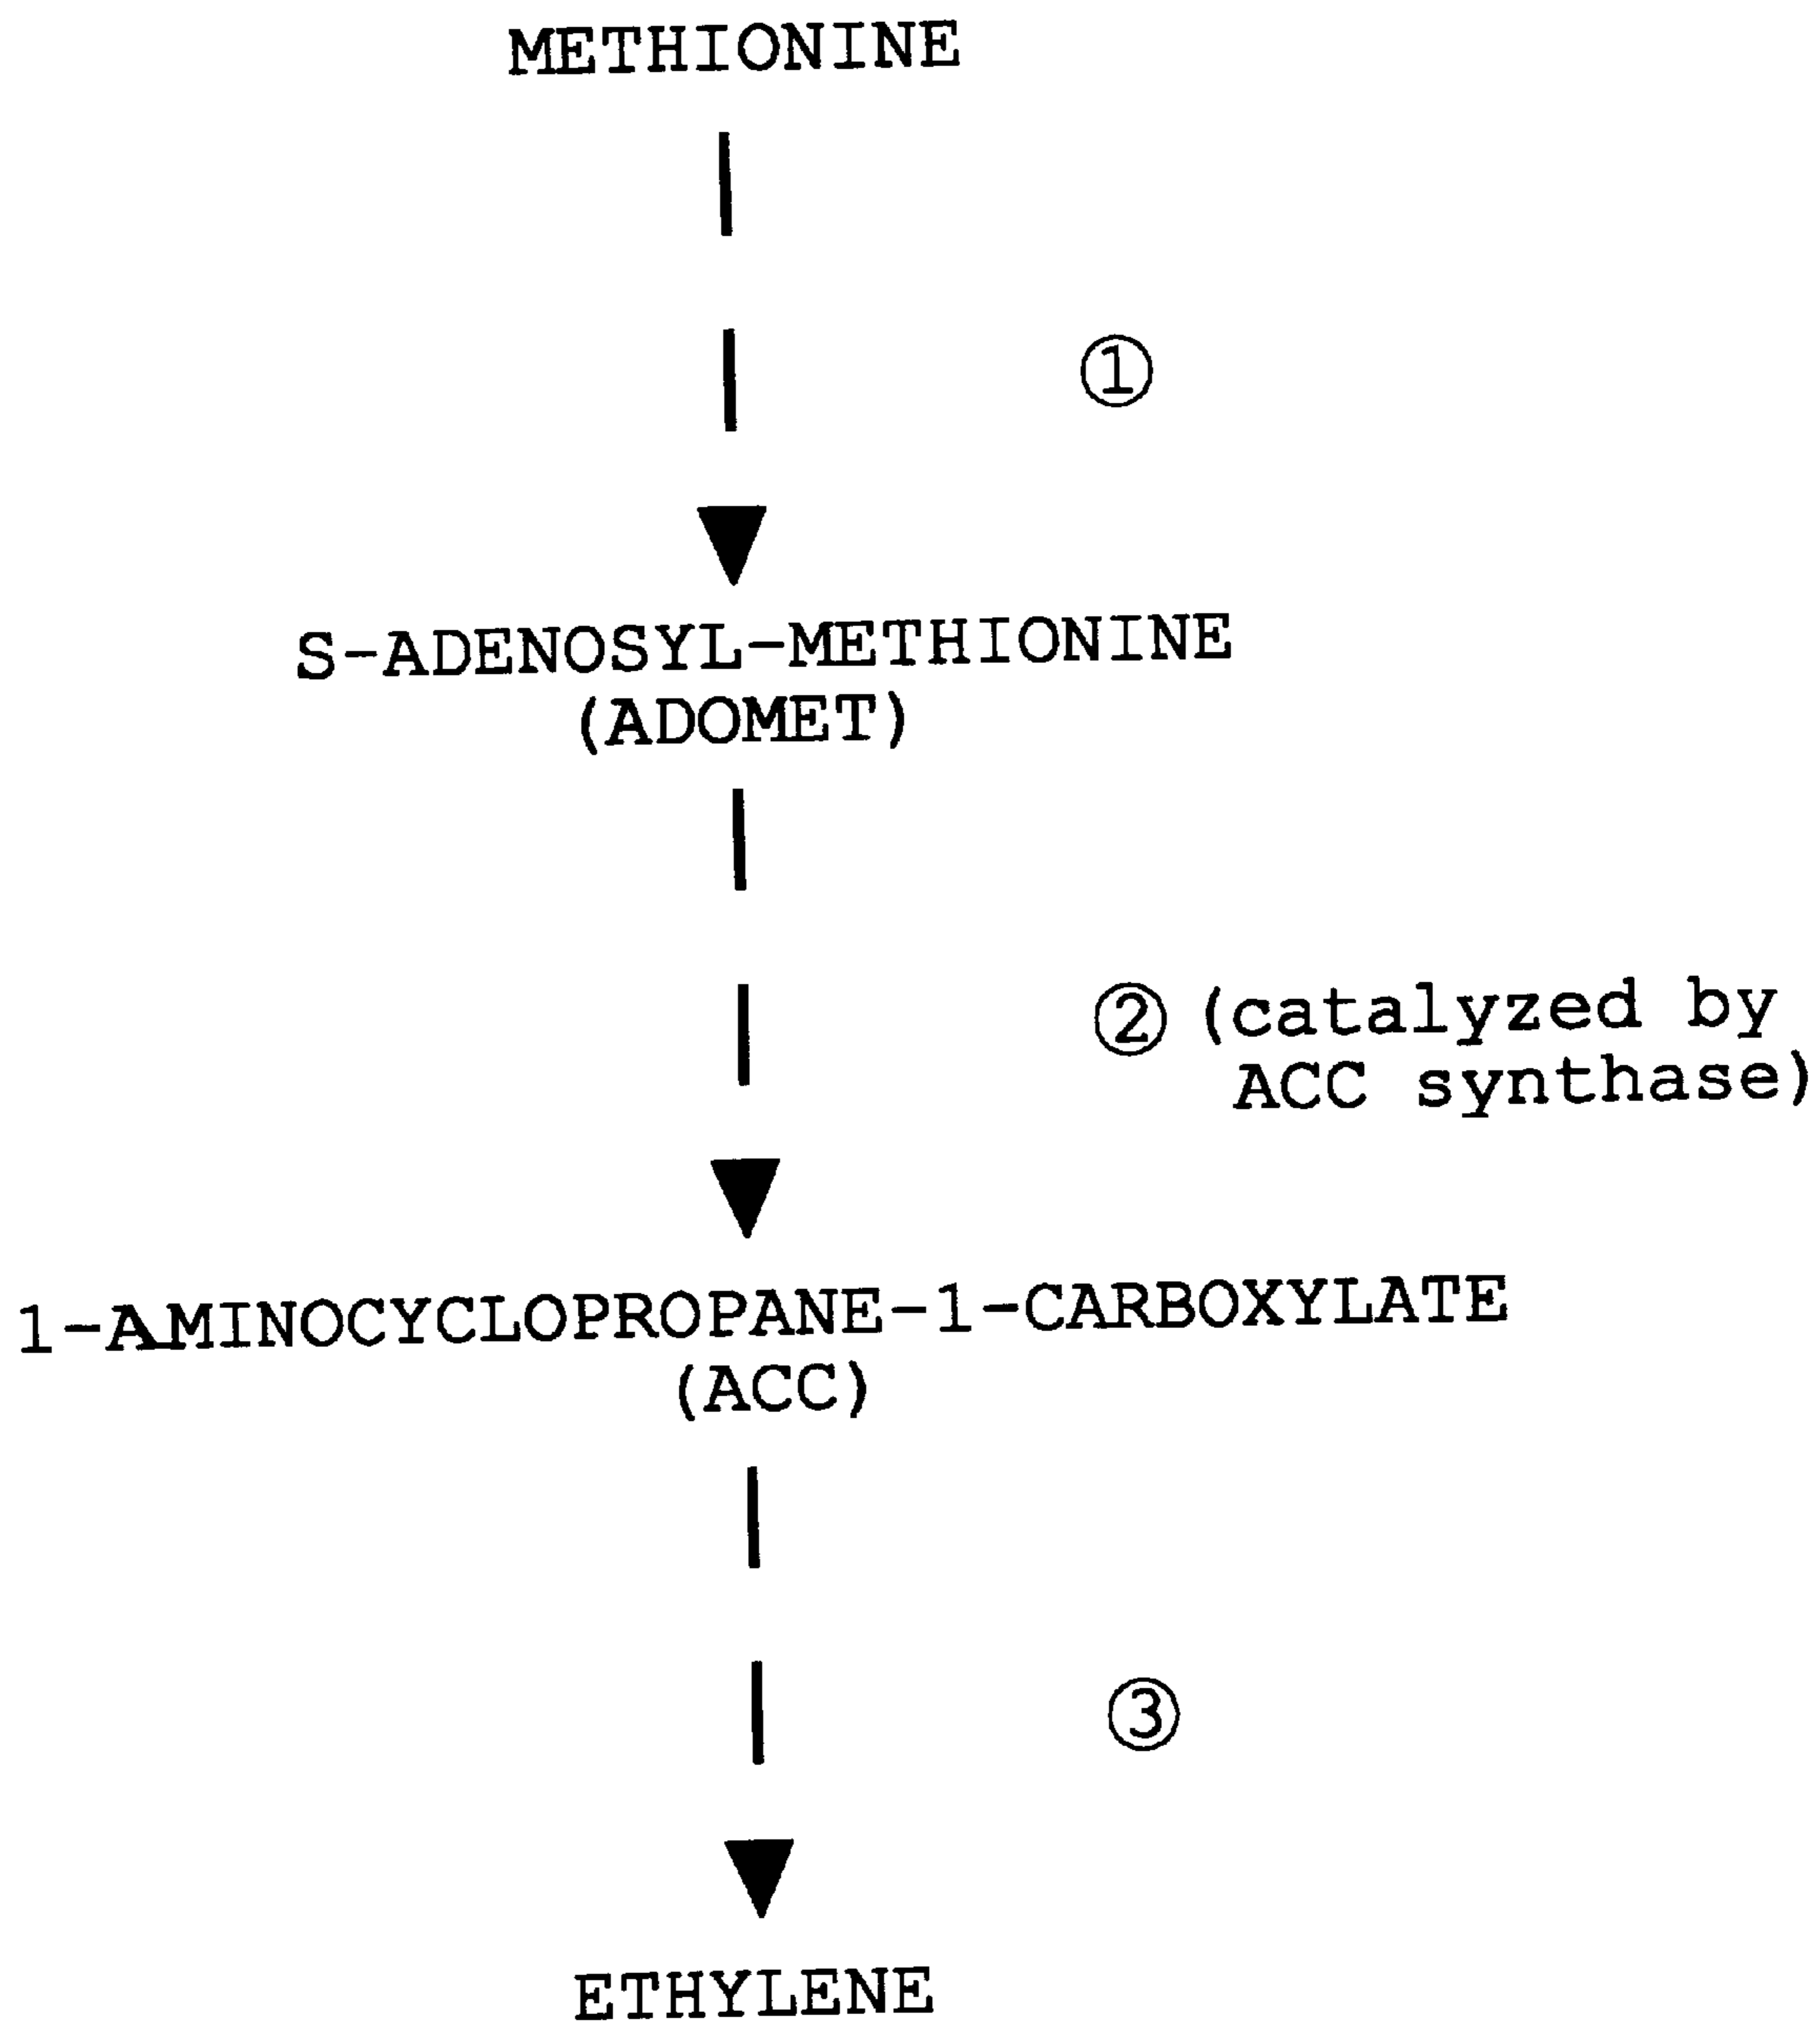 METHIONINE
①
S-ADENOSYL-METHIONINE
(ADOMET)
② (catalyzed by
ACC synthase)
1-AMINOCYCLOPROPANE-1-CARBOXYLATE
(ACC)
③
ETHYLENE